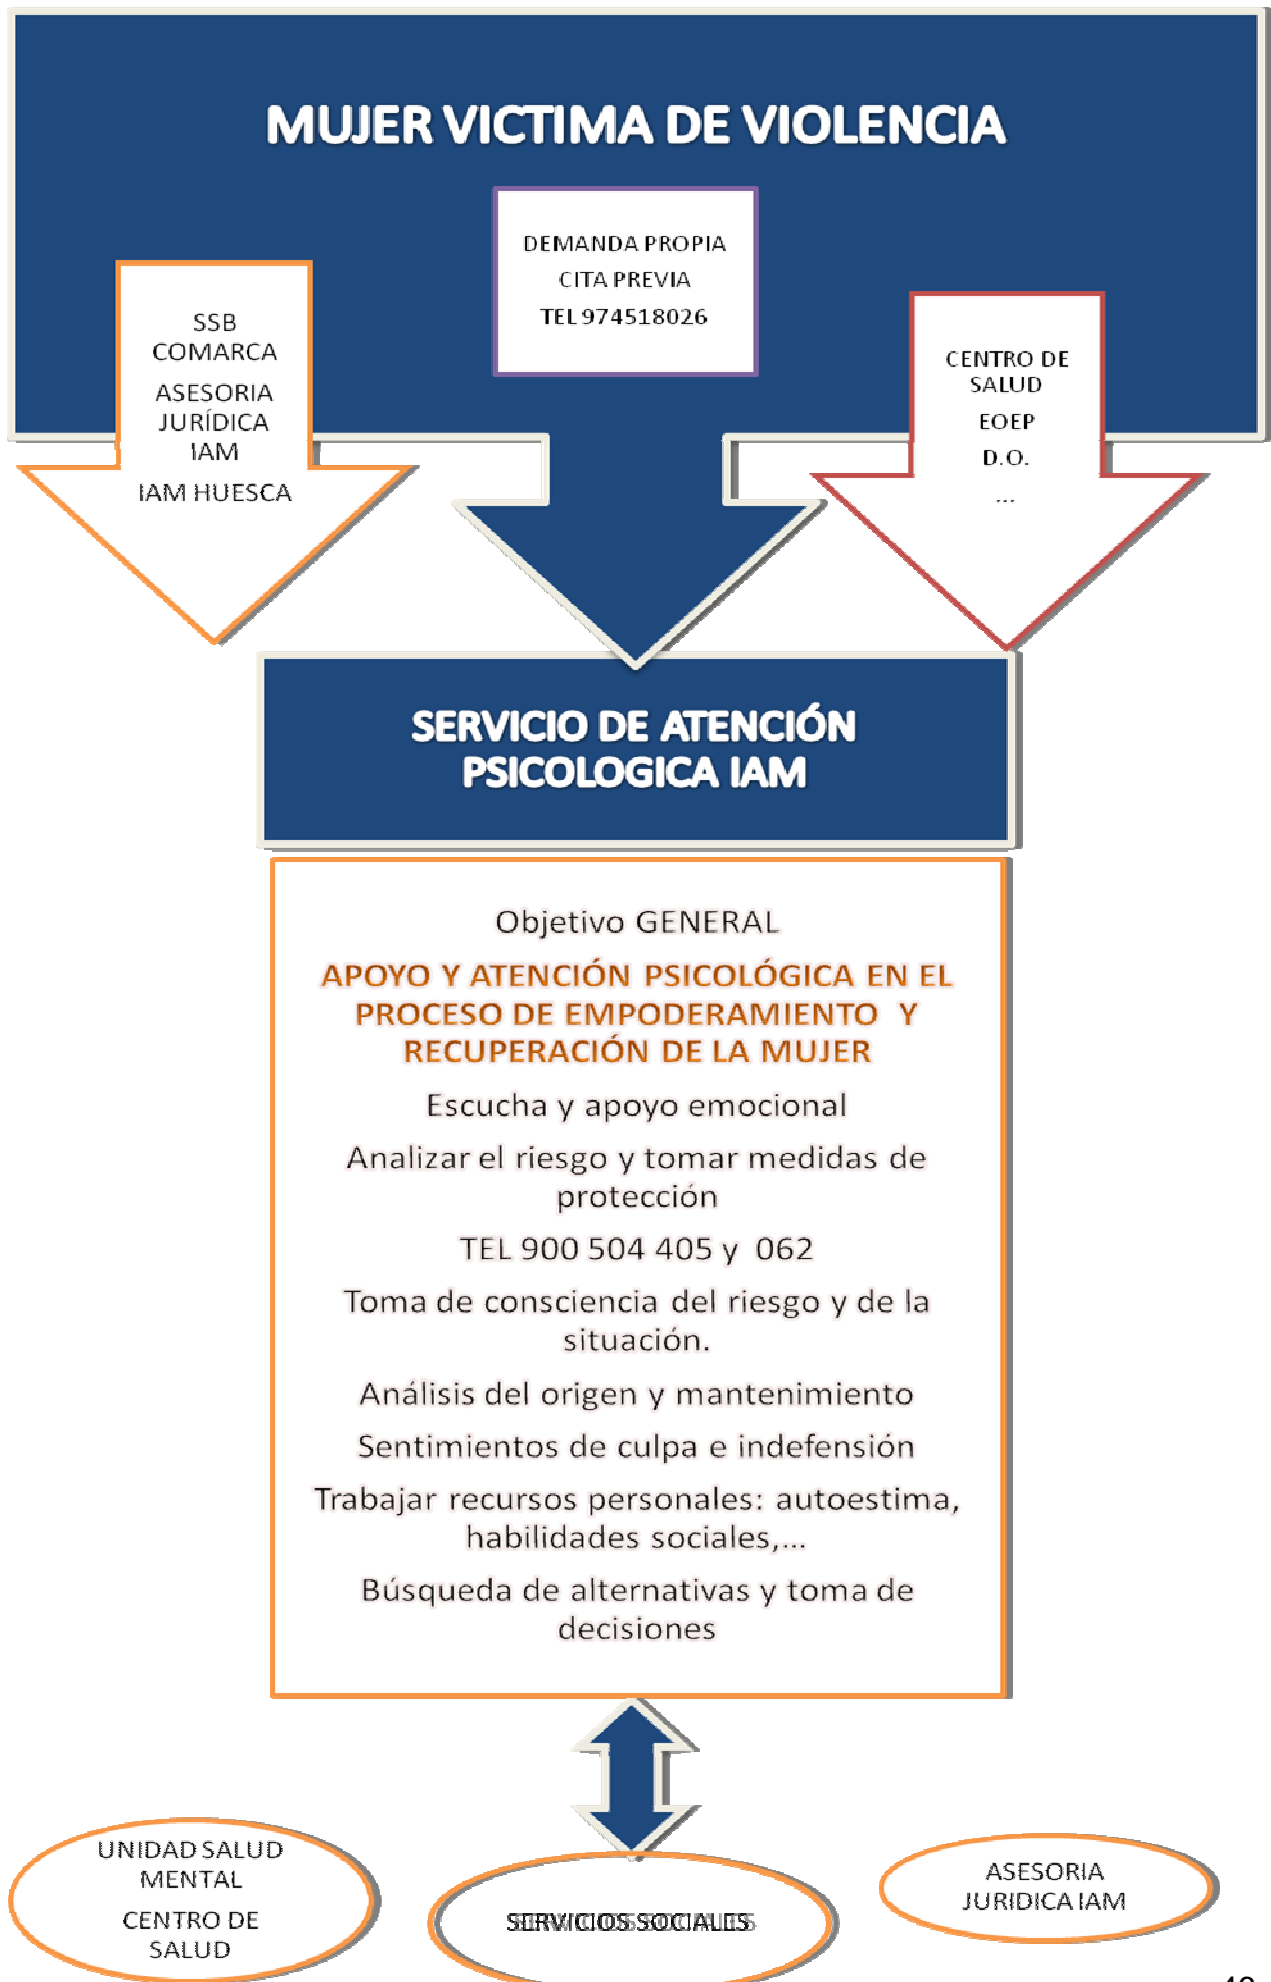 MUJER VICTIMA DE VIOLENCIA
DEMANDA PROPIA
CITA PREVIA
TEL 974518026
SSB
COMARCA
ASESORIA
JURÍDICA
IAM
IAM HUESCA
CENTRO DE
SALUD
EOEP
D.O.
...
SERVICIO DE ATENCIÓN
PSICOLOGICA IAM
Objetivo GENERAL
APOYO Y ATENCIÓN PSICOLÓGICA EN EL
PROCESO DE EMPODERAMIENTO Y
RECUPERACIÓN DE LA MUJER
Escucha y apoyo emocional
Analizar el riesgo y tomar medidas de
protección
TEL 900 504 405 y 062
Toma de consciencia del riesgo y de la
situación.
Análisis del origen y mantenimiento
Sentimientos de culpa e indefensión
Trabajar recursos personales: autoestima,
habilidades sociales,...
Búsqueda de alternativas y toma de
decisiones
UNIDAD SALUD
MENTAL
CENTRO DE
SALUD
SERVICIOS SOCIALES
ASESORIA
JURIDICA IAM